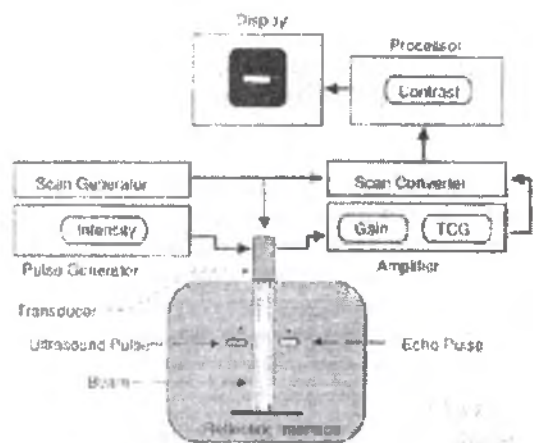 Display
Processor
Contrast
Scan Generator
Scan Converter
Intensity
Gain
TCG
Pulse Generator
Amplifier
Transducer
Ultrasound Pulse
Echo Pulse
Beam
Reflecting